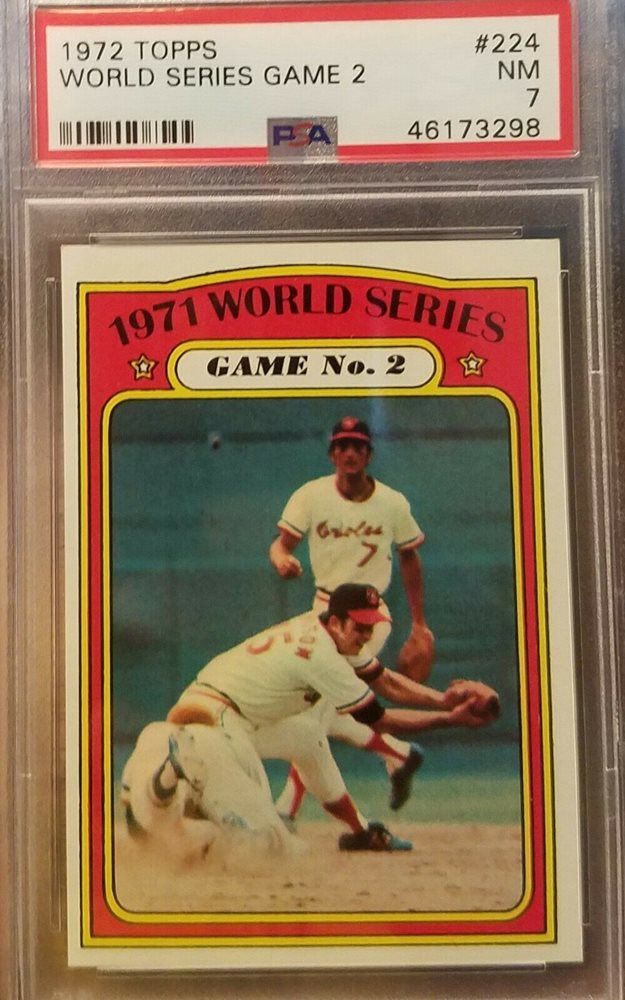 1972 TOPPS #224
WORLD SERIES GAME 2 NM
7
PSA 46173298
1971 WORLD SERIES
GAME No. 2
Orioles
7
5